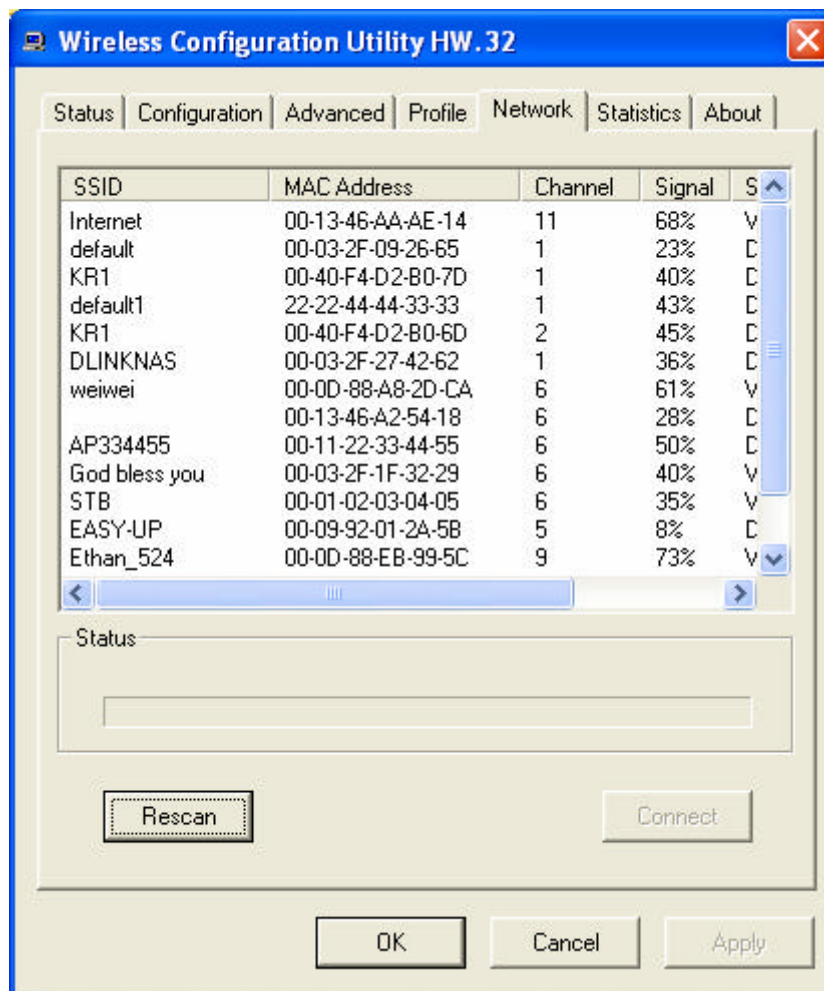 Wireless Configuration Utility HW.32
Status Configuration Advanced Profile Network Statistics About
SSID MAC Address Channel Signal S
Internet 00-13-46-AA-AE-14 11 68%
default 00-03-2F-09-26-65 1 23%
KR1 00-40-F4-D2-B0-7D 1 40%
default1 22-22-44-44-33-33 1 43%
KR1 00-40-F4-D2-B0-6D 2 45%
DLINKNAS 00-03-2F-27-42-62 1 36%
weiwei 00-0D-88-A8-2D-CA 6 61%
00-13-46-A2-54-18 6 28%
AP334455 00-11-22-33-44-55 6 50%
God bless you 00-03-2F-1F-32-29 6 40%
STB 00-01-02-03-04-05 6 35%
EASY-UP 00-09-92-01-2A-5B 5 8%
Ethan_524 00-0D-88-EB-99-5C 9 73%
Status
Rescan Connect
OK Cancel Apply